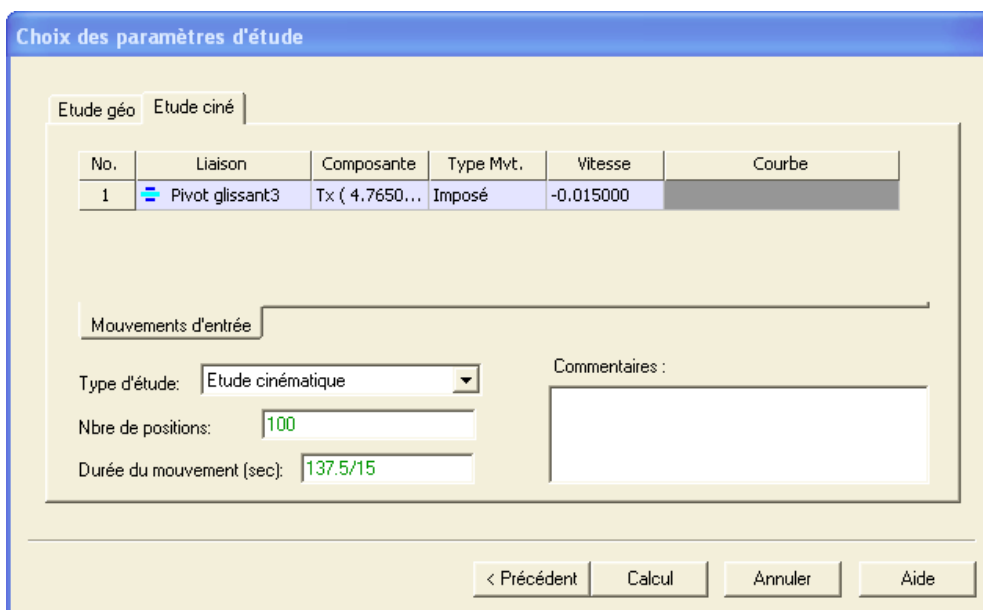 Choix des paramètres d'étude
Etude géo Etude ciné
No. Liaison Composante Type Mvt. Vitesse Courbe
1 Pivot glissant3 Tx ( 4.7650... Imposé -0.015000
Mouvements d'entrée
Type d'étude: Etude cinématique
Commentaires :
Nbre de positions: 100
Durée du mouvement (sec): 137.5/15
< Précédent Calcul Annuler Aide